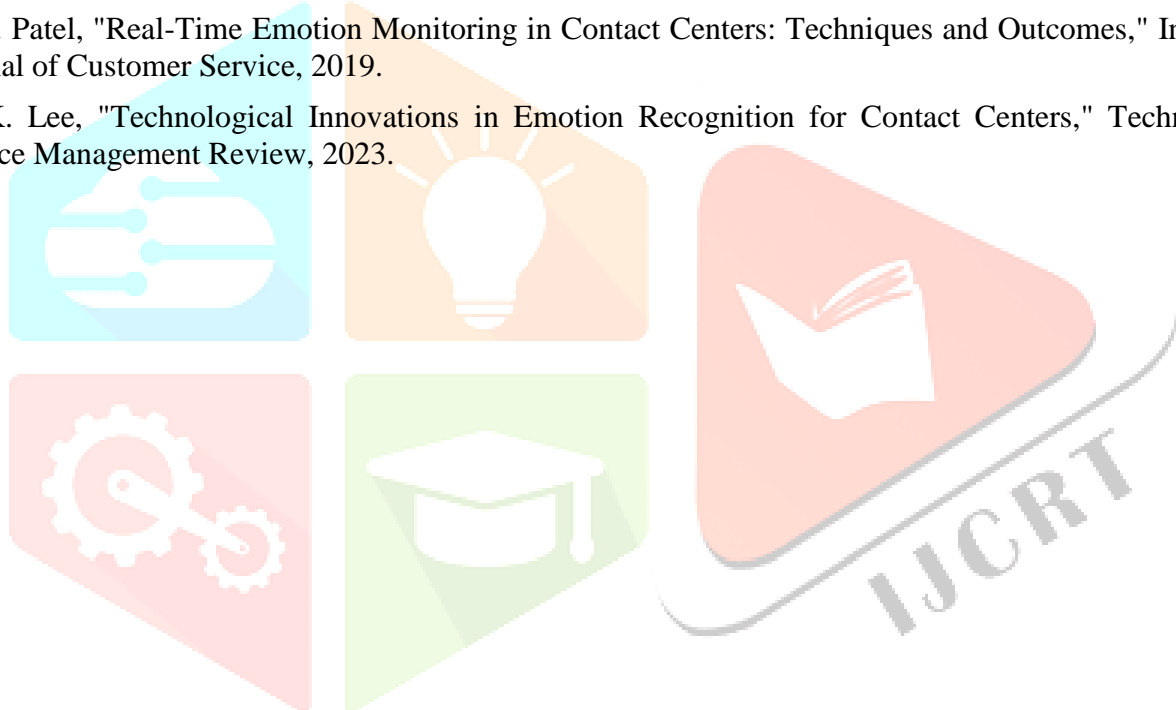 . Patel, "Real-Time Emotion Monitoring in Contact Centers: Techniques and Outcomes," In
nal of Customer Service, 2019.
K. Lee, "Technological Innovations in Emotion Recognition for Contact Centers," Techn
ce Management Review, 2023.
IJCRT